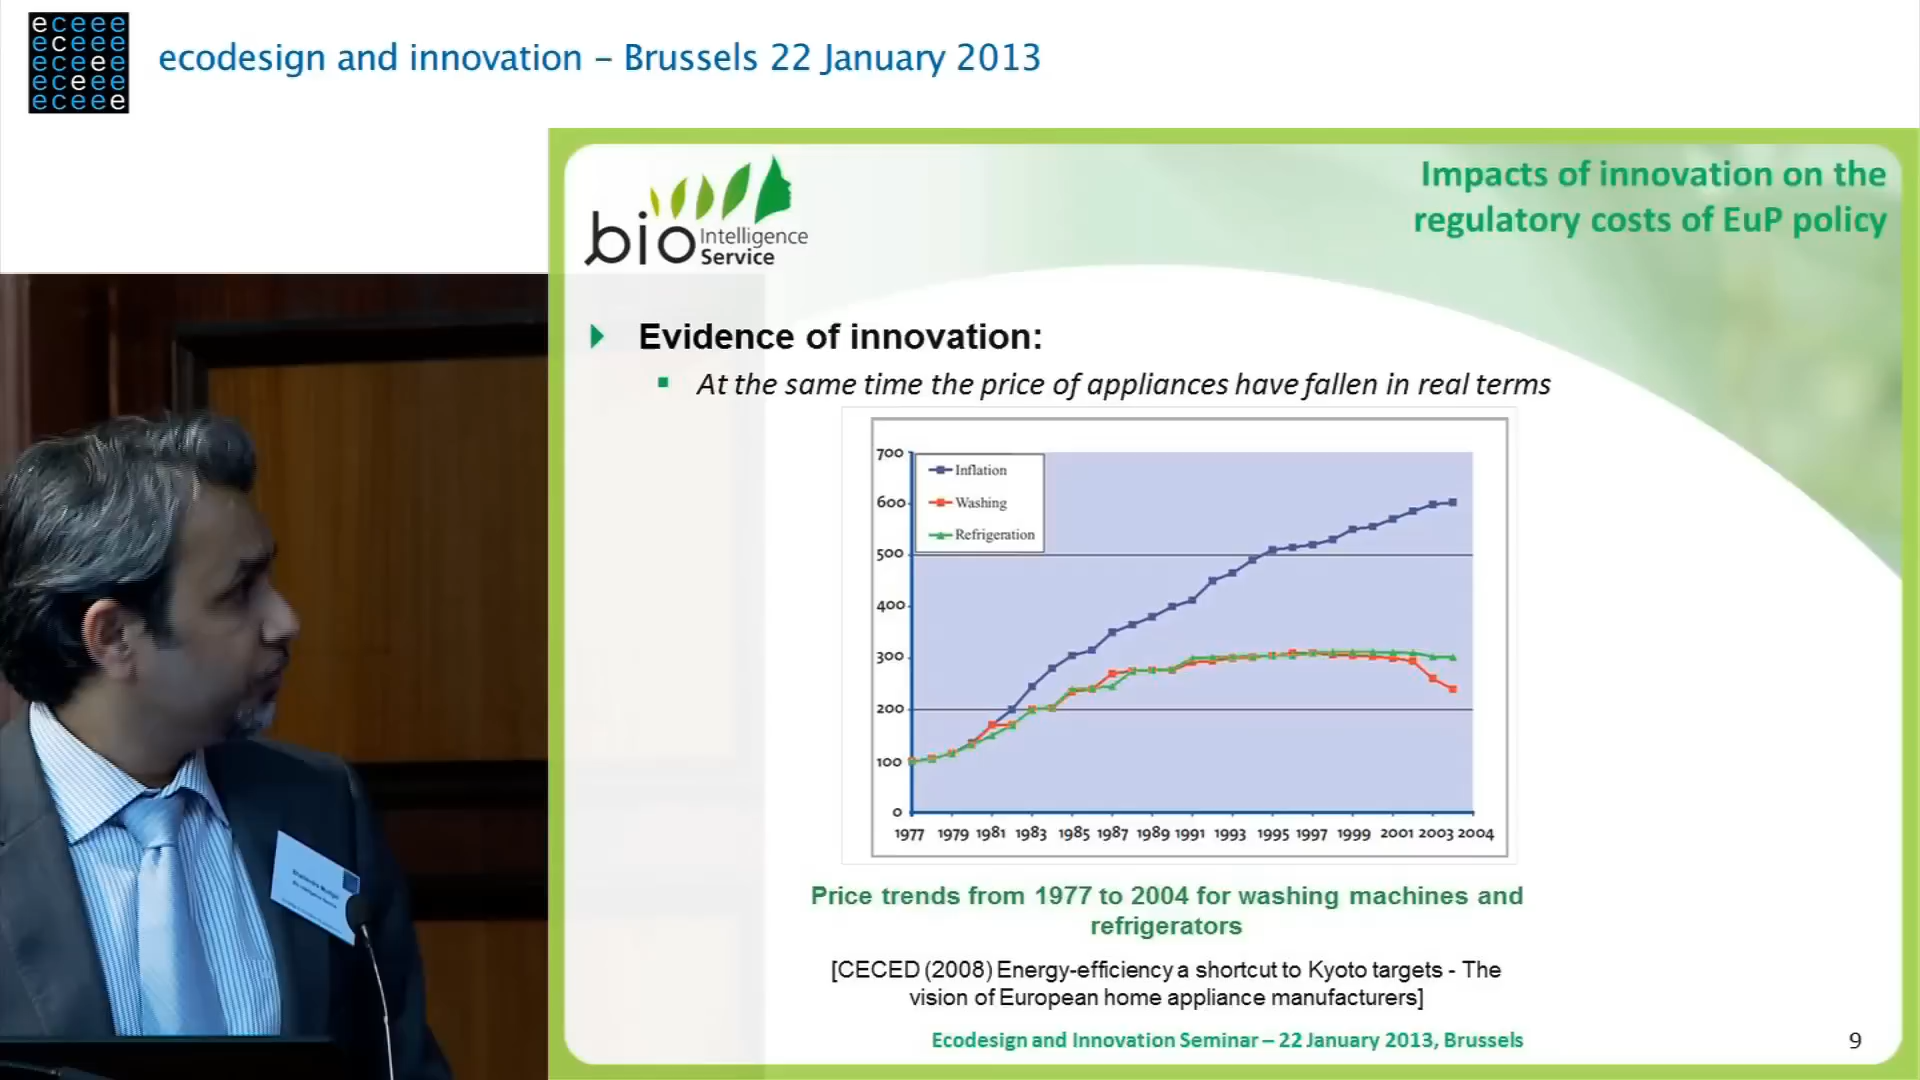 eceee
eceee
eceee
eceee
eceee
ecodesign and innovation – Brussels 22 January 2013
bio Intelligence Service
Impacts of innovation on the
regulatory costs of EuP policy
Evidence of innovation:
At the same time the price of appliances have fallen in real terms
700
600
500
400
300
200
100
0
Inflation
Washing
Refrigeration
1977 1979 1981 1983 1985 1987 1989 1991 1993 1995 1997 1999 2001 2003 2004
Price trends from 1977 to 2004 for washing machines and
refrigerators
[CECED (2008) Energy-efficiency a shortcut to Kyoto targets - The
vision of European home appliance manufacturers]
Ecodesign and Innovation Seminar – 22 January 2013, Brussels
9